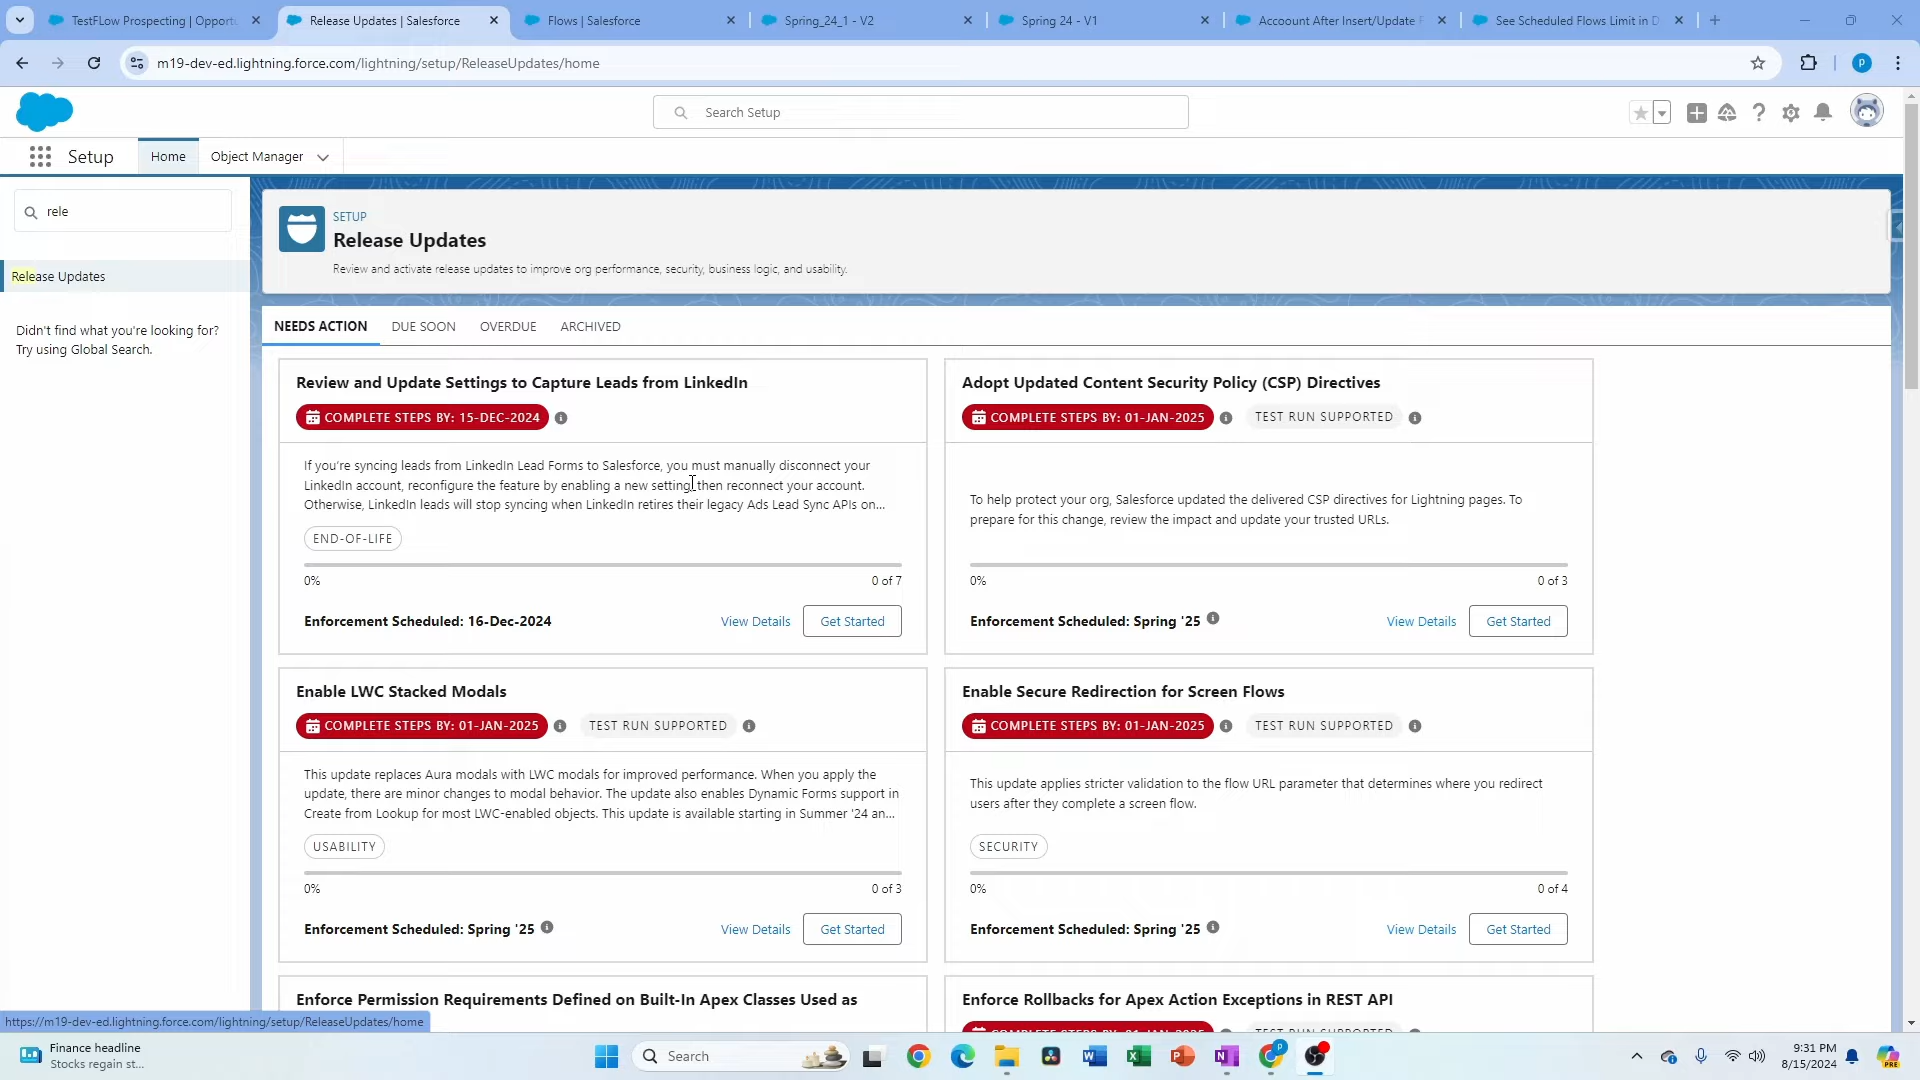 TestFLow Prospecting | Opportu
Release Updates | Salesforce
Flows | Salesforce
Spring_24_1 - V2
Spring 24 - V1
Accoount After Insert/Update F
See Scheduled Flows Limit in D
m19-dev-ed.lightning.force.com/lightning/setup/ReleaseUpdates/home
P
Search Setup
Setup
Home
Object Manager
rele
Release Updates
Didn't find what you're looking for?
Try using Global Search.
SETUP
Release Updates
Review and activate release updates to improve org performance, security, business logic, and usability.
NEEDS ACTION
DUE SOON
OVERDUE
ARCHIVED
Review and Update Settings to Capture Leads from LinkedIn
COMPLETE STEPS BY: 15-DEC-2024
If you're syncing leads from LinkedIn Lead Forms to Salesforce, you must manually disconnect your
LinkedIn account, reconfigure the feature by enabling a new setting, then reconnect your account.
Otherwise, LinkedIn leads will stop syncing when LinkedIn retires their legacy Ads Lead Sync APIs on...
END-OF-LIFE
0%
0 of 7
Enforcement Scheduled: 16-Dec-2024
View Details
Get Started
Adopt Updated Content Security Policy (CSP) Directives
COMPLETE STEPS BY: 01-JAN-2025
TEST RUN SUPPORTED
To help protect your org, Salesforce updated the delivered CSP directives for Lightning pages. To
prepare for this change, review the impact and update your trusted URLs.
0%
0 of 3
Enforcement Scheduled: Spring '25
View Details
Get Started
Enable LWC Stacked Modals
COMPLETE STEPS BY: 01-JAN-2025
TEST RUN SUPPORTED
This update replaces Aura modals with LWC modals for improved performance. When you apply the
update, there are minor changes to modal behavior. The update also enables Dynamic Forms support in
Create from Lookup for most LWC-enabled objects. This update is available starting in Summer '24 an...
USABILITY
0%
0 of 3
Enforcement Scheduled: Spring '25
View Details
Get Started
Enable Secure Redirection for Screen Flows
COMPLETE STEPS BY: 01-JAN-2025
TEST RUN SUPPORTED
This update applies stricter validation to the flow URL parameter that determines where you redirect
users after they complete a screen flow.
SECURITY
0%
0 of 4
Enforcement Scheduled: Spring '25
View Details
Get Started
Enforce Permission Requirements Defined on Built-In Apex Classes Used as
Enforce Rollbacks for Apex Action Exceptions in REST API
COMPLETE STEPS BY: 01-JAN-2025
TEST RUN SUPPORTED
https://m19-dev-ed.lightning.force.com/lightning/setup/ReleaseUpdates/home
Finance headline
Stocks regain st...
Search
9:31 PM
8/15/2024